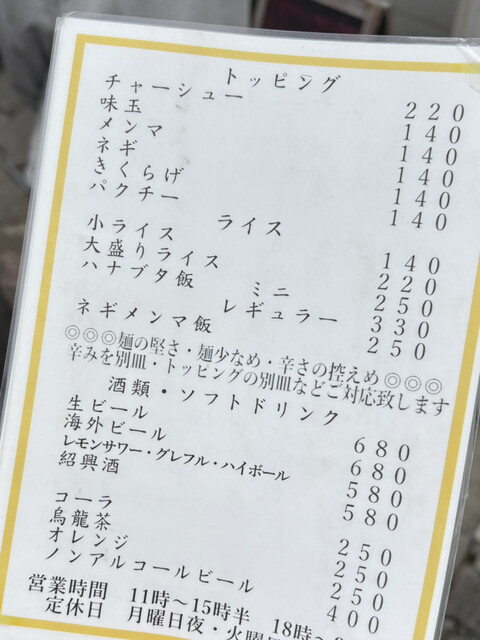 トッピング
チャーシュー 220
味玉 140
メンマ 140
ネギ 140
きくらげ 140
パクチー 140
ライス
小ライス 140
大盛りライス 220
ハナブタ飯 ミニ 250
レギュラー 330
ネギメンマ飯 250
◎◎◎麺の堅さ・麺少なめ・辛さの控えめ◎◎◎
辛みを別皿・トッピングの別皿などご対応致します
酒類・ソフトドリンク
生ビール 680
海外ビール 680
レモンサワー・グレフル・ハイボール 580
紹興酒 580
コーラ 250
烏龍茶 250
オレンジ 250
ノンアルコールビール 400
営業時間 11時〜15時半 18時〜
定休日 月曜日夜・火曜